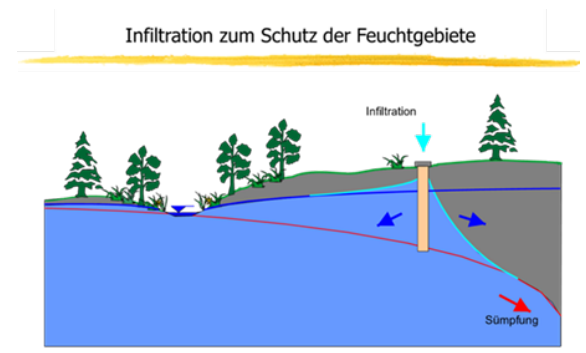 Infiltration zum Schutz der Feuchtgebiete
Infiltration
Sümpfung